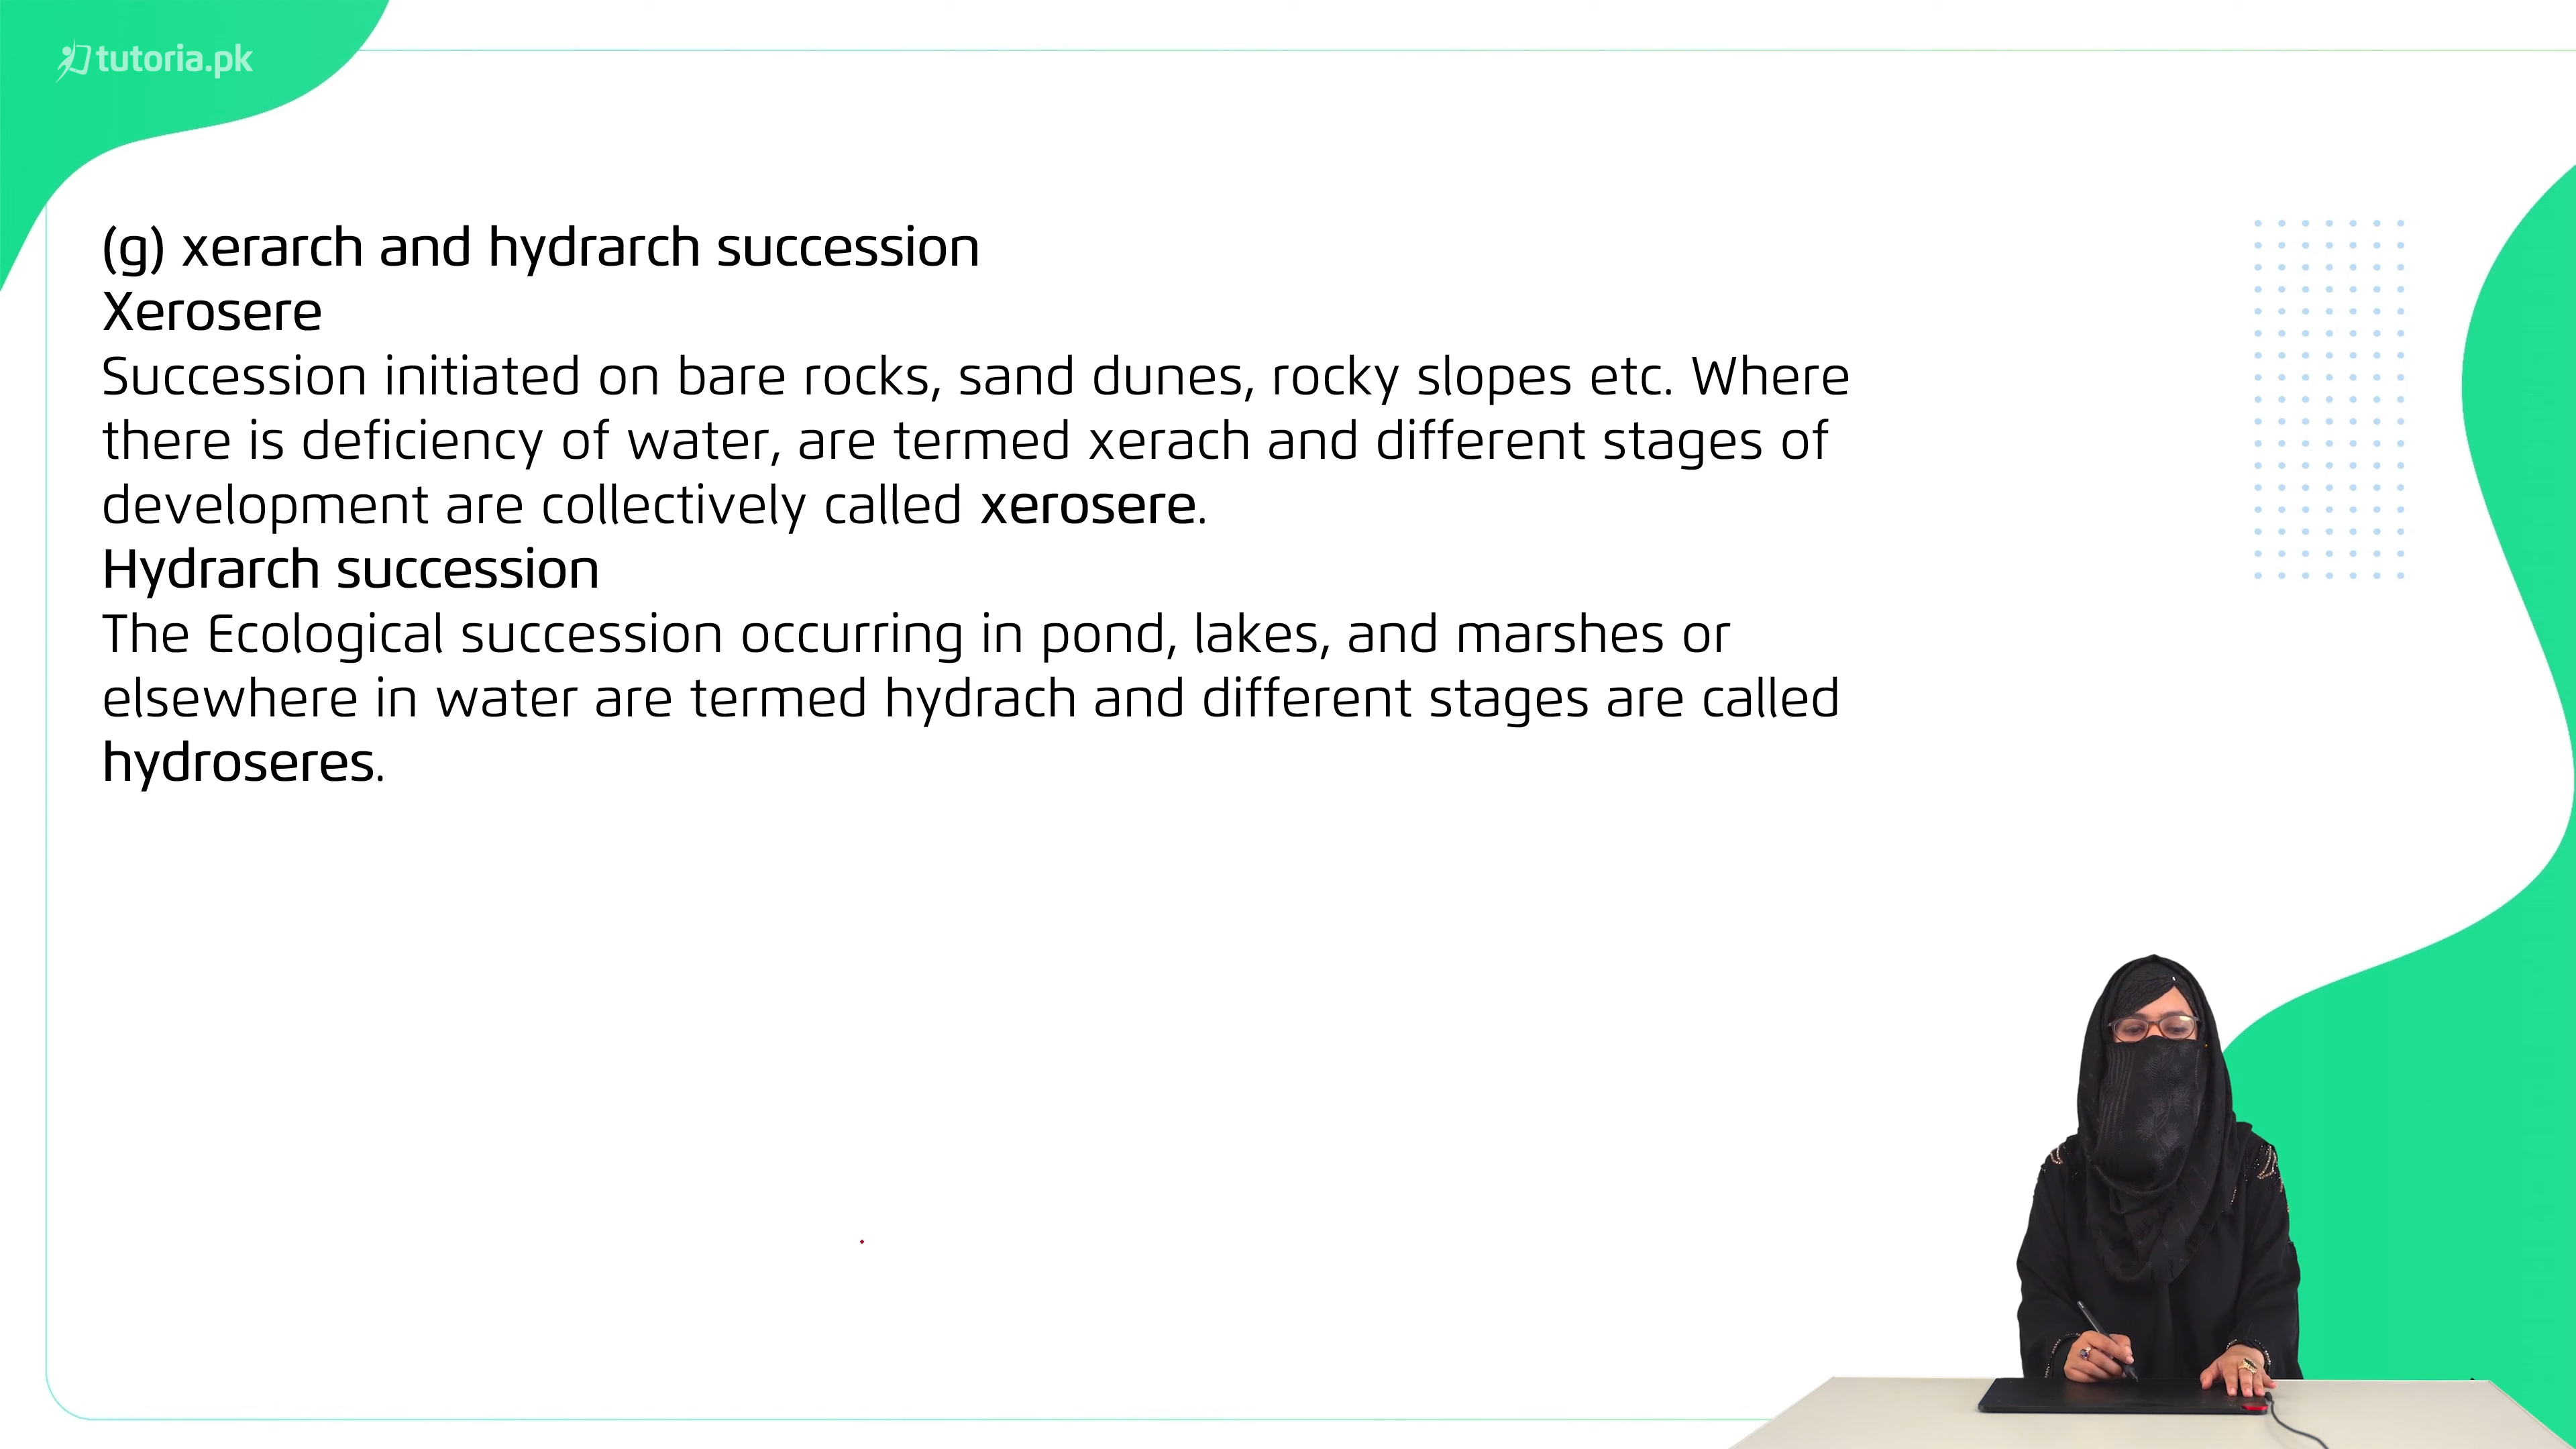 tutoria.pk
(g) xerarch and hydrarch succession
Xerosere
Succession initiated on bare rocks, sand dunes, rocky slopes etc. Where
there is deficiency of water, are termed xerach and different stages of
development are collectively called xerosere.
Hydrarch succession
The Ecological succession occurring in pond, lakes, and marshes or
elsewhere in water are termed hydrach and different stages are called
hydroseres.